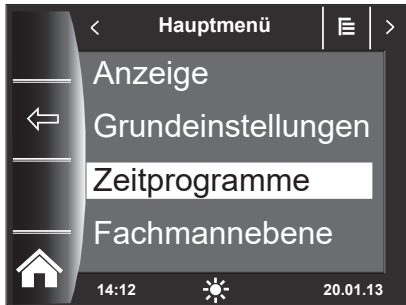 Hauptmenü
Anzeige
Grundeinstellungen
Zeitprogramme
Fachmannebene
14:12 20.01.13